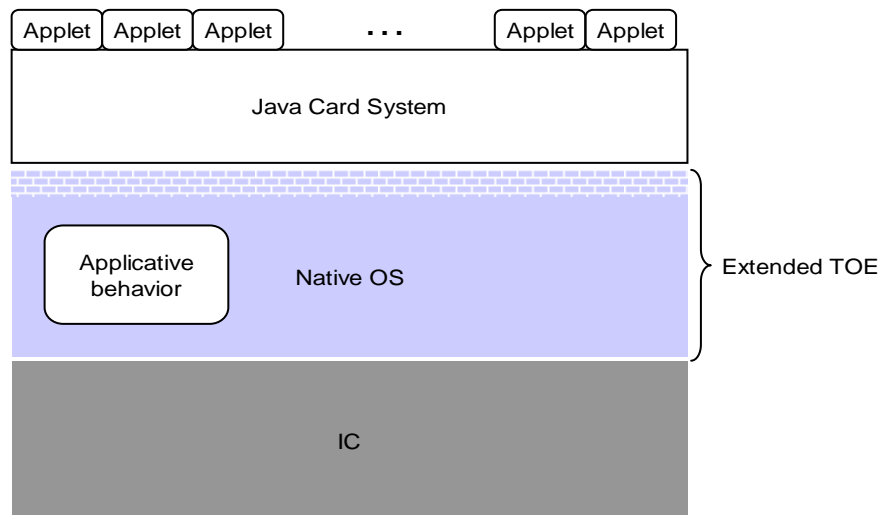 Applet Applet Applet ... Applet Applet
Java Card System
Applicative
behavior
Native OS
Extended TOE
IC